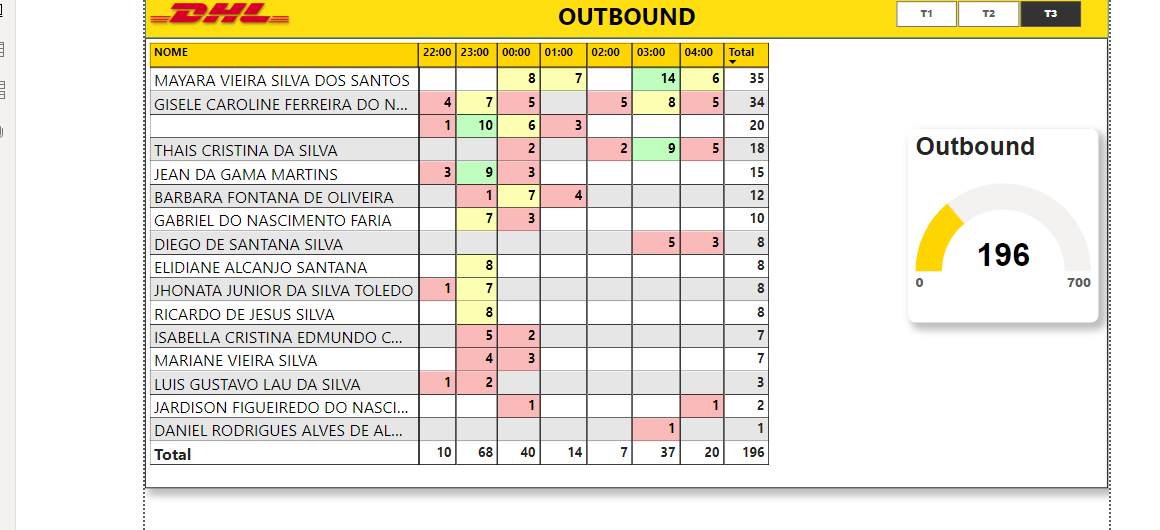 DHL
OUTBOUND
T1 T2 T3
NOME 22:00 23:00 00:00 01:00 02:00 03:00 04:00 Total
MAYARA VIEIRA SILVA DOS SANTOS 8 7 14 6 35
GISELE CAROLINE FERREIRA DO N... 4 7 5 5 8 5 34
1 10 6 3 20
THAIS CRISTINA DA SILVA 2 2 9 5 18
JEAN DA GAMA MARTINS 3 9 3 15
BARBARA FONTANA DE OLIVEIRA 1 7 4 12
GABRIEL DO NASCIMENTO FARIA 7 3 10
DIEGO DE SANTANA SILVA 5 3 8
ELIDIANE ALCANJO SANTANA 8 8
JHONATA JUNIOR DA SILVA TOLEDO 1 7 8
RICARDO DE JESUS SILVA 8 8
ISABELLA CRISTINA EDMUNDO C... 5 2 7
MARIANE VIEIRA SILVA 4 3 7
LUIS GUSTAVO LAU DA SILVA 1 2 3
JARDISON FIGUEIREDO DO NASCI... 1 1 2
DANIEL RODRIGUES ALVES DE AL... 1 1
Total 10 68 40 14 7 37 20 196
Outbound
196
0 700